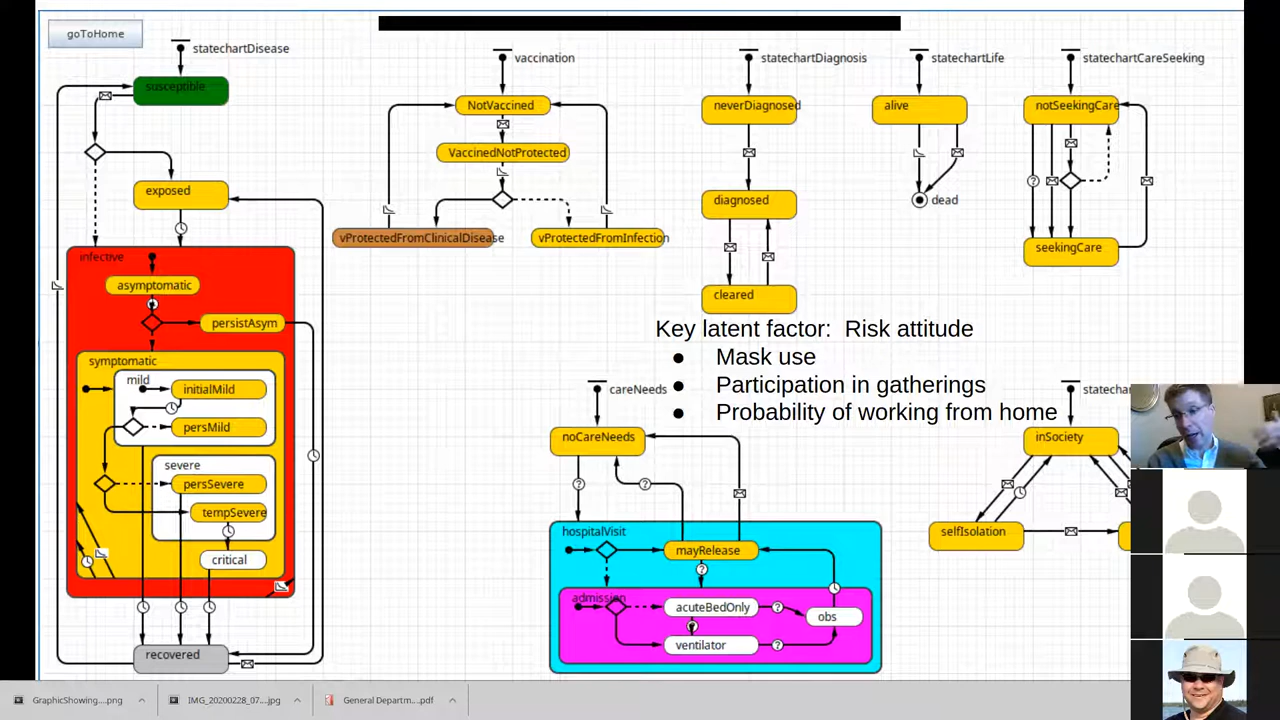 goToHome
statechartDisease
susceptible
exposed
infective
asymptomatic
persistAsym
symptomatic
mild
initialMild
persMild
severe
persSevere
tempSevere
critical
recovered
vaccination
NotVaccined
VaccinedNotProtected
vProtectedFromClinicalDisease
vProtectedFromInfection
statechartDiagnosis
neverDiagnosed
diagnosed
cleared
statechartLife
alive
dead
statechartCareSeeking
notSeekingCare
seekingCare
Key latent factor: Risk attitude
● Mask use
● Participation in gatherings
● Probability of working from home
careNeeds
noCareNeeds
hospitalVisit
mayRelease
admission
acuteBedOnly
obs
ventilator
inSociety
selfIsolation
GraphicShowing....png
IMG_20200228_07....jpg
General Departm....pdf